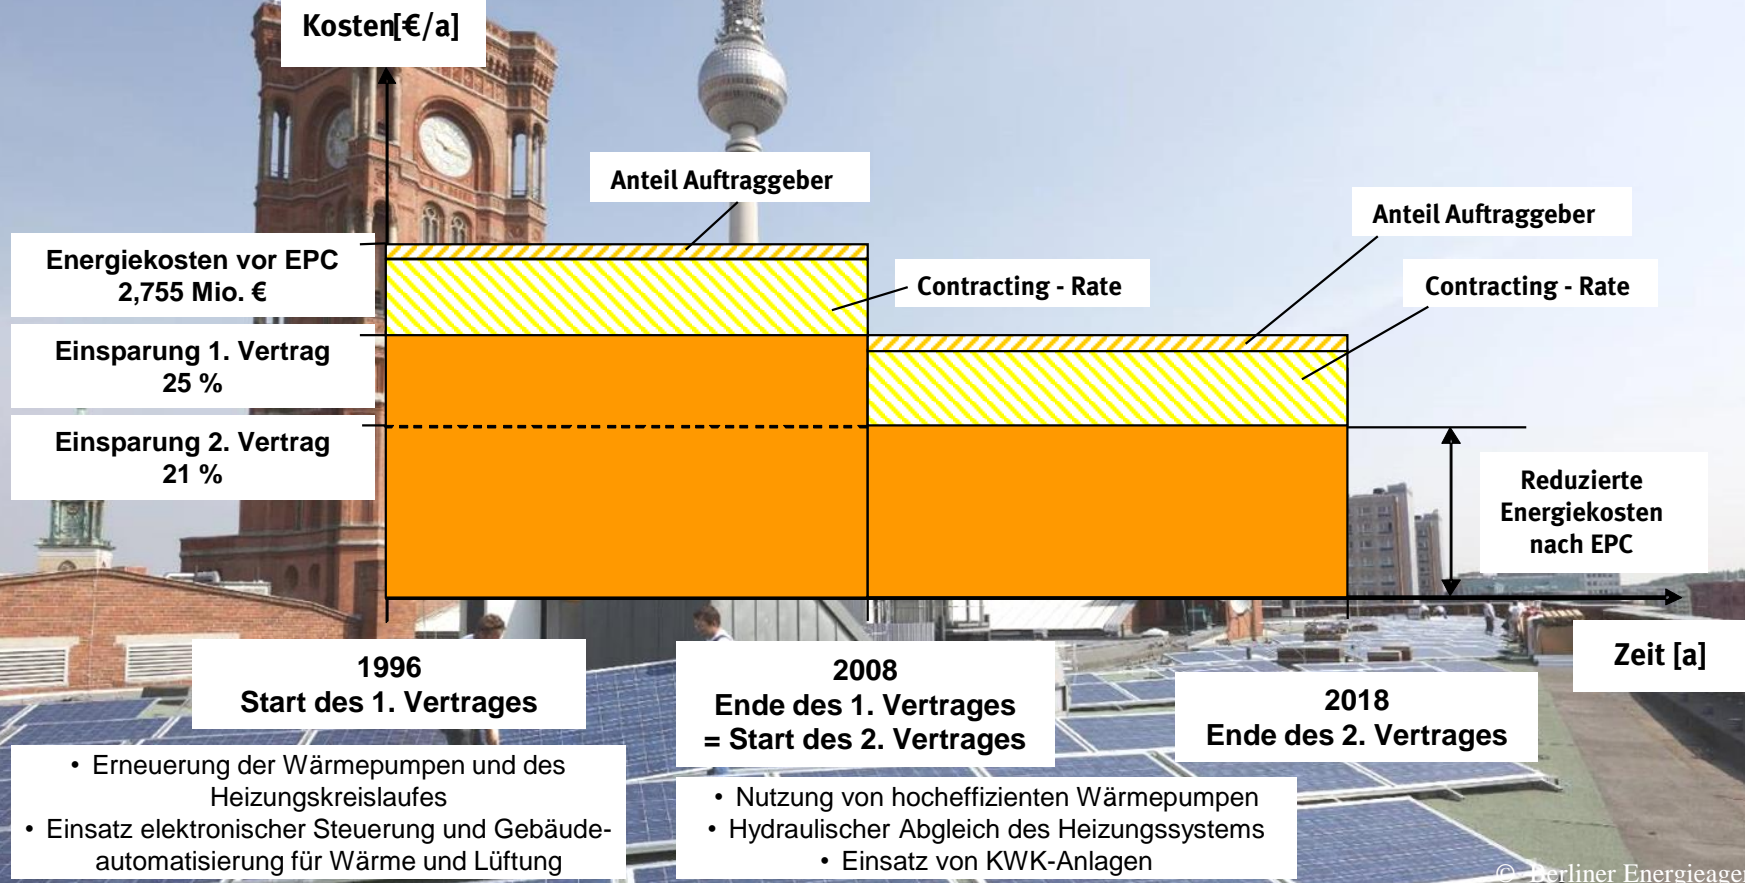 Kosten[€/a]
Anteil Auftraggeber
Anteil Auftraggeber
Energiekosten vor EPC
2,755 Mio. €
Contracting - Rate
Contracting - Rate
Einsparung 1. Vertrag
25 %
Einsparung 2. Vertrag
21 %
Reduzierte
Energiekosten
nach EPC
Zeit [a]
1996
Start des 1. Vertrages
2008
Ende des 1. Vertrages
= Start des 2. Vertrages
2018
Ende des 2. Vertrages
• Erneuerung der Wärmepumpen und des
Heizungskreislaufes
• Einsatz elektronischer Steuerung und Gebäude-
automatisierung für Wärme und Lüftung
• Nutzung von hocheffizienten Wärmepumpen
• Hydraulischer Abgleich des Heizungssystems
• Einsatz von KWK-Anlagen
© Berliner Energieagen